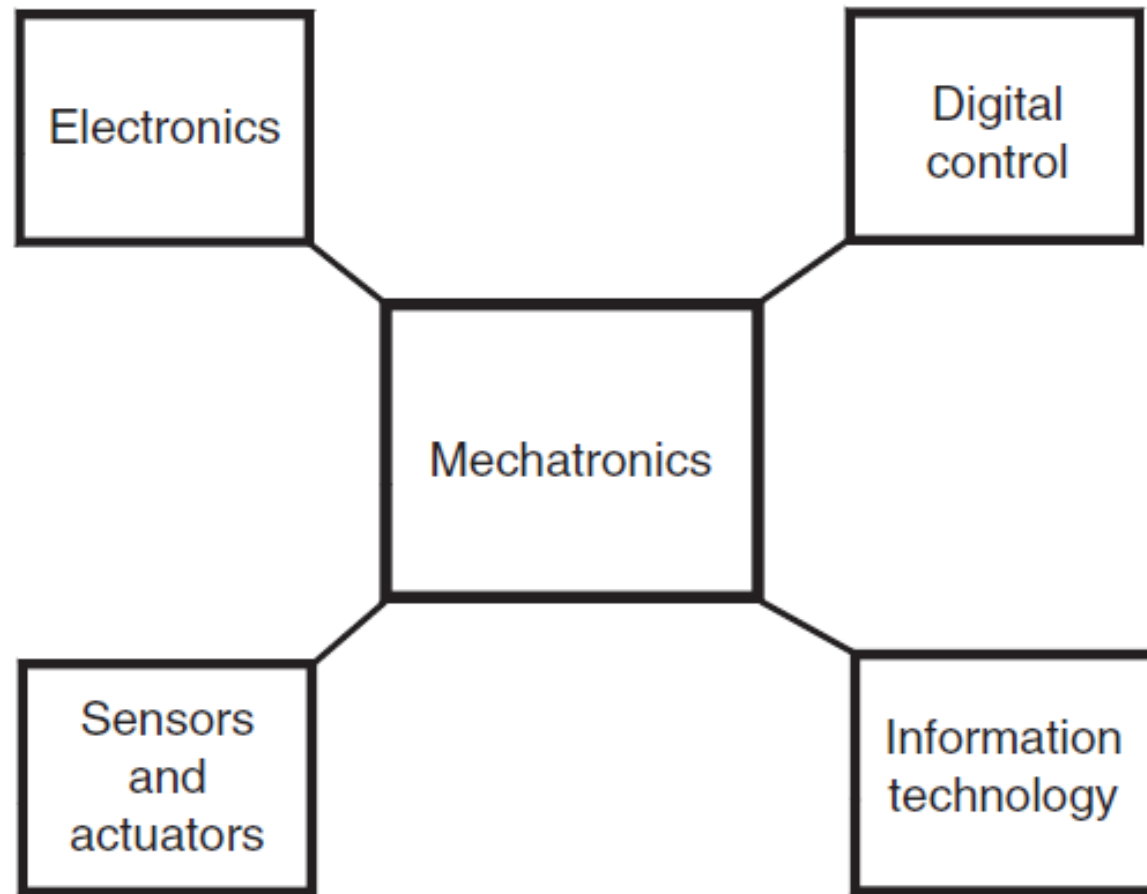 Electronics
Digital
control
Mechatronics
Sensors
and
actuators
Information
technology